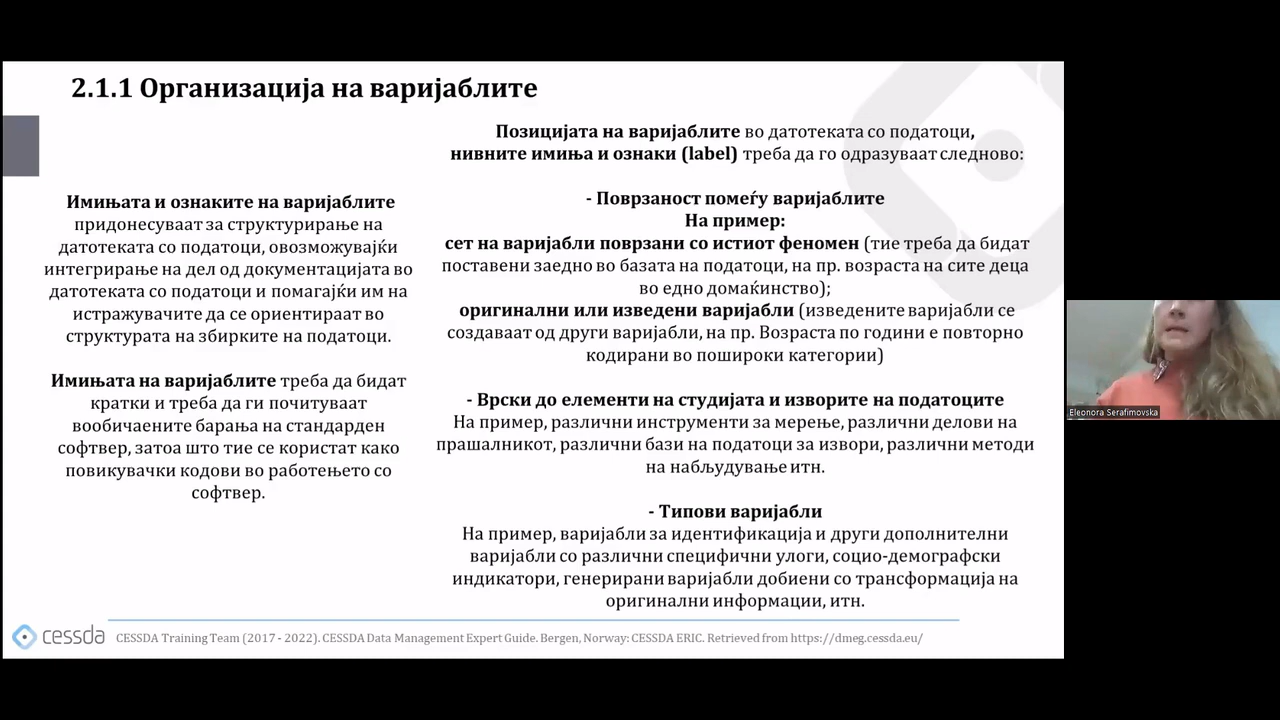 2.1.1 Организација на варијаблите
Имињата и ознаките на варијаблите
придонесуваат за структурирање на
датотеката со податоци, овозможувајќи
интегрирање на дел од документацијата во
датотеката со податоци и помагајќи им на
истражувачите да се ориентираат во
структурата на збирките на податоци.
Имињата на варијаблите треба да бидат
кратки и треба да ги почитуваат
вообичаените барања на стандарден
софтвер, затоа што тие се користат како
повикувачки кодови во работењето со
софтвер.
Позицијата на варијаблите во датотеката со податоци,
нивните имиња и ознаки (label) треба да го одразуваат следново:
- Поврзаност помеѓу варијаблите
На пример:
сет на варијабли поврзани со истиот феномен (тие треба да бидат
поставени заедно во базата на податоци, на пр. возраста на сите деца
во едно домаќинство);
оригинални или изведени варијабли (изведените варијабли се
создаваат од други варијабли, на пр. Возраста по години е повторно
кодирани во пошироки категории)
- Врски до елементи на студијата и изворите на податоците
На пример, различни инструменти за мерење, различни делови на
прашалникот, различни бази на податоци за извори, различни методи
на набљудување итн.
- Типови варијабли
На пример, варијабли за идентификација и други дополнителни
варијабли со различни специфични улоги, социо-демографски
индикатори, генерирани варијабли добиени со трансформација на
оригинални информации, итн.
cessda
CESSDA Training Team (2017 - 2022). CESSDA Data Management Expert Guide. Bergen, Norway: CESSDA ERIC. Retrieved from https://dmeg.cessda.eu/
Eleonora Serafimovska